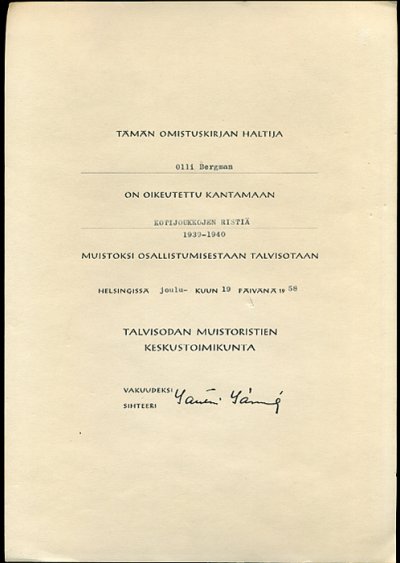 TÄMÄN OMISTUSKIRJAN HALTIJA
Olli Bergman
ON OIKEUTETTU KANTAMAAN
KOTIJOUKKOJEN RISTIÄ
1939-1940
MUISTOKSI OSALLISTUMISESTAAN TALVISOTAAN
HELSINGISSÄ joulu- KUUN 19 PÄIVÄNÄ 19 58
TALVISODAN MUISTORISTIEN
KESKUSTOIMIKUNTA
VAKUUDEKSI
SIHTEERI